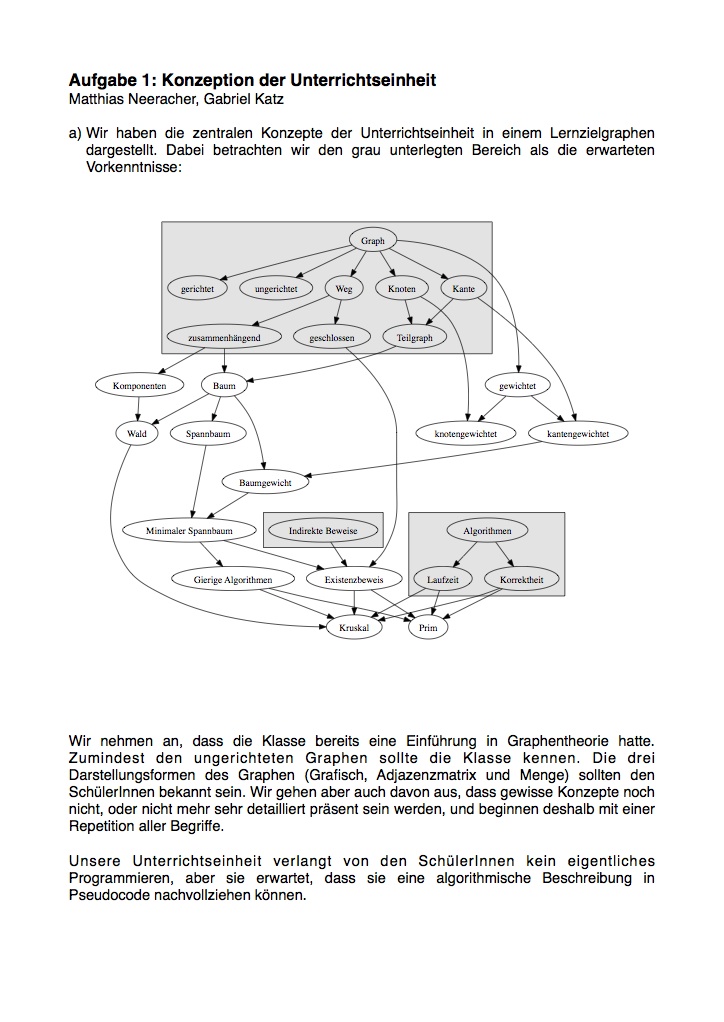 Aufgabe 1: Konzeption der Unterrichtseinheit
Matthias Neeracher, Gabriel Katz
a) Wir haben die zentralen Konzepte der Unterrichtseinheit in einem Lernzielgraphen
dargestellt. Dabei betrachten wir den grau unterlegten Bereich als die erwarteten
Vorkenntnisse:
Graph
gerichtet
ungerichtet
Weg
Knoten
Kante
zusammenhängend
geschlossen
Teilgraph
Komponenten
Baum
gewichtet
Wald
Spannbaum
knotengewichtet
kantengewichtet
Baumgewicht
Minimaler Spannbaum
Indirekte Beweise
Algorithmen
Gierige Algorithmen
Existenzbeweis
Laufzeit
Korrektheit
Kruskal
Prim
Wir nehmen an, dass die Klasse bereits eine Einführung in Graphentheorie hatte.
Zumindest den ungerichteten Graphen sollte die Klasse kennen. Die drei
Darstellungsformen des Graphen (Grafisch, Adjazenzmatrix und Menge) sollten den
SchülerInnen bekannt sein. Wir gehen aber auch davon aus, dass gewisse Konzepte noch
nicht, oder nicht mehr sehr detailliert präsent sein werden, und beginnen deshalb mit einer
Repetition aller Begriffe.
Unsere Unterrichtseinheit verlangt von den SchülerInnen kein eigentliches
Programmieren, aber sie erwartet, dass sie eine algorithmische Beschreibung in
Pseudocode nachvollziehen können.